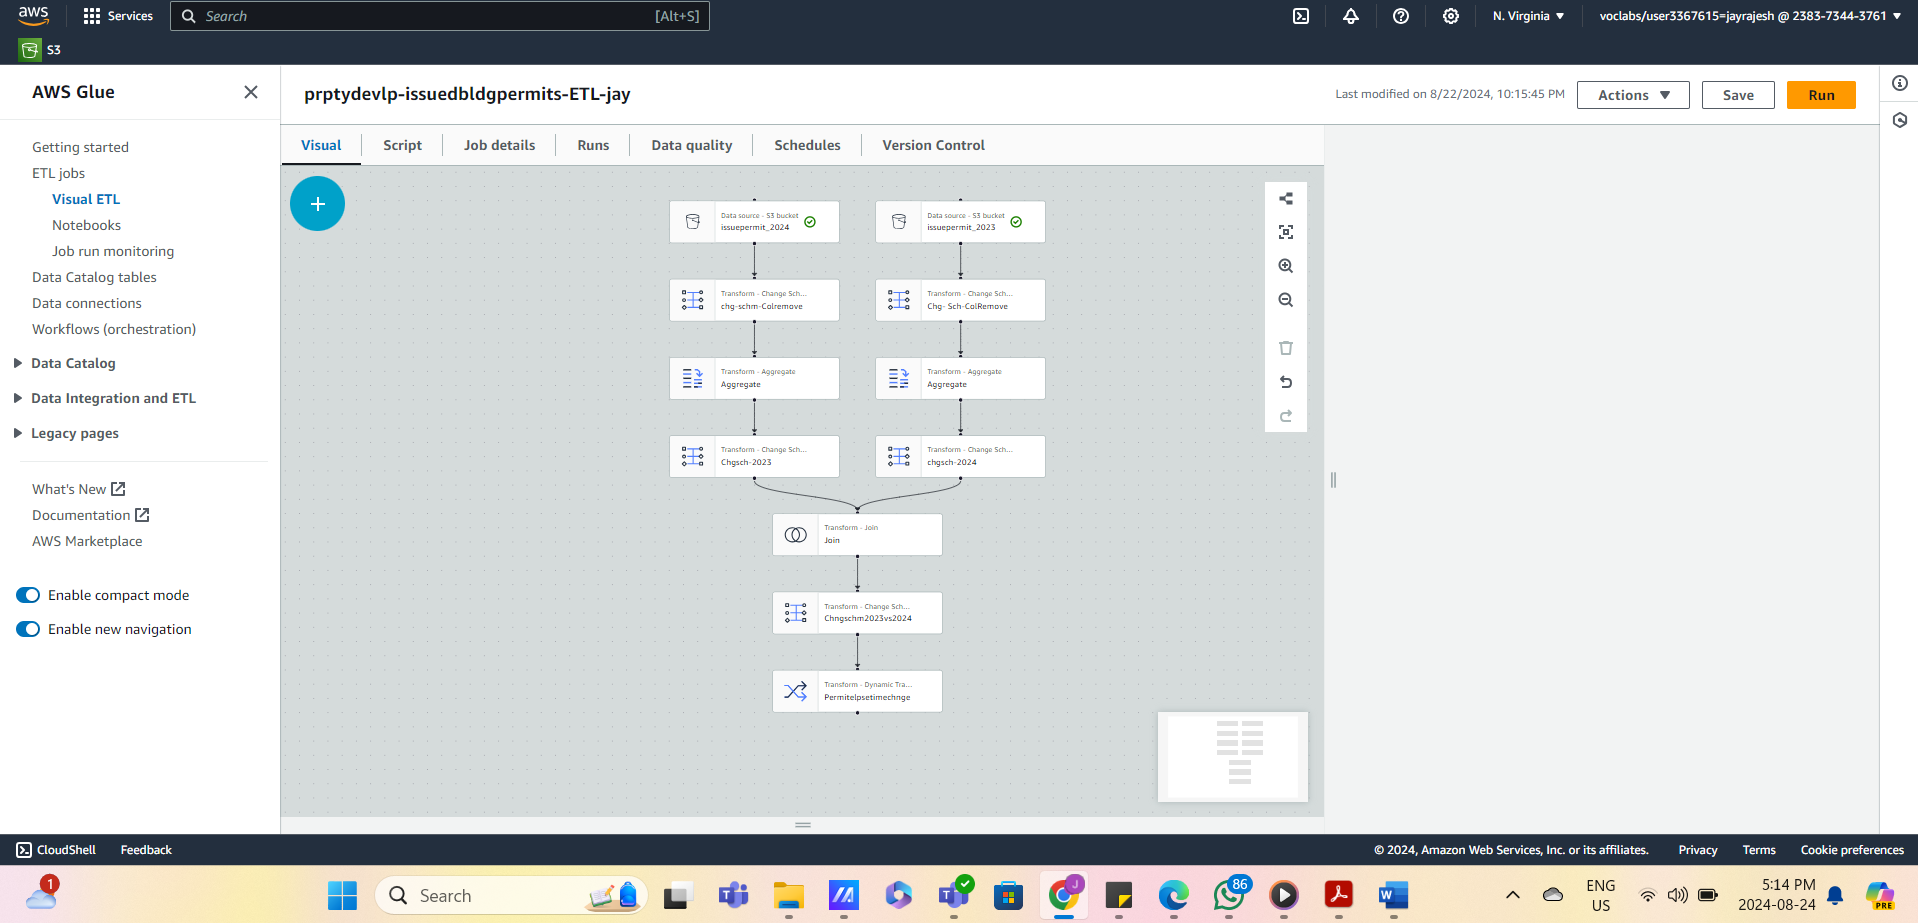 aws
Services
Search
[Alt+S]
N. Virginia
voclabs/user3367615=jayrajesh @ 2383-7344-3761
S3
AWS Glue
Getting started
ETL jobs
Visual ETL
Notebooks
Job run monitoring
Data Catalog tables
Data connections
Workflows (orchestration)
Data Catalog
Data Integration and ETL
Legacy pages
What's New
Documentation
AWS Marketplace
Enable compact mode
Enable new navigation
prptydevlp-issuedbldgpermits-ETL-jay
Last modified on 8/22/2024, 10:15:45 PM
Actions
Save
Run
Visual
Script
Job details
Runs
Data quality
Schedules
Version Control
Data source - S3 bucket
issuepermit_2024
Data source - S3 bucket
issuepermit_2023
Transform - Change Sch...
chg-schm-Colremove
Transform - Change Sch...
Chg- Sch-ColRemove
Transform - Aggregate
Aggregate
Transform - Aggregate
Aggregate
Transform - Change Sch...
Chgsch-2023
Transform - Change Sch...
chgsch-2024
Transform - Join
Join
Transform - Change Sch...
Chngschm2023vs2024
Transform - Dynamic Tra...
Permitelpsetimechnge
CloudShell
Feedback
© 2024, Amazon Web Services, Inc. or its affiliates.
Privacy
Terms
Cookie preferences
1
Search
J
86
ENG
US
5:14 PM
2024-08-24
PRE